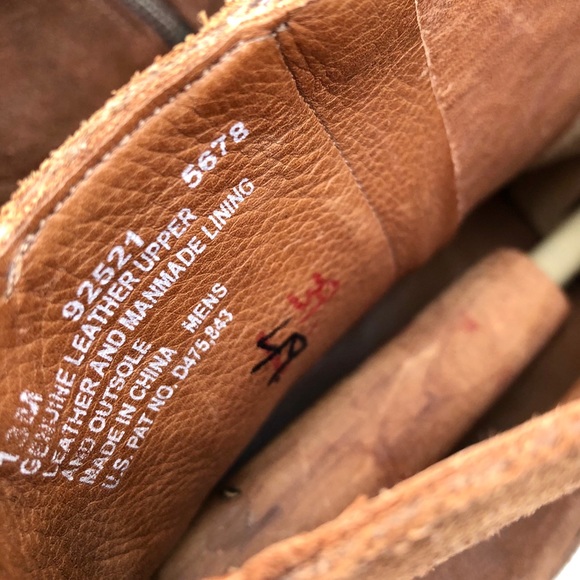 M
92521 5678
GENUINE LEATHER UPPER
LEATHER AND MANMADE LINING
AND OUTSOLE
MADE IN CHINA MENS
U.S PAT NO. D475,843